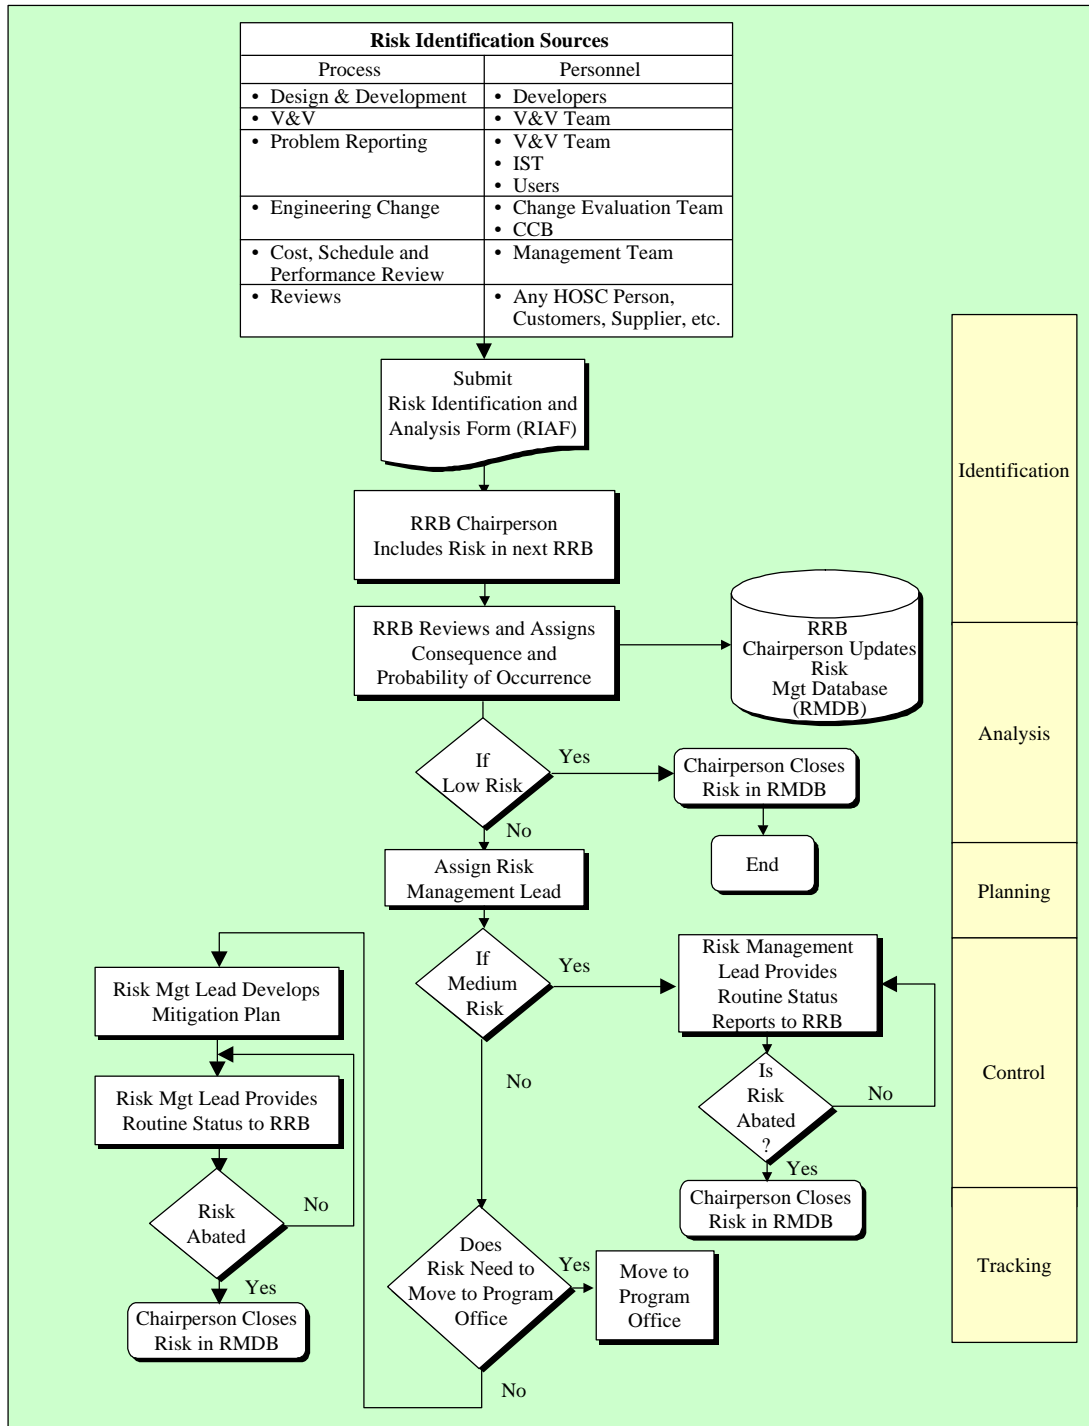 Risk Identification Sources
Process
Personnel
• Design & Development
• Developers
• V&V
• V&V Team
• Problem Reporting
• V&V Team
• IST
• Users
• Engineering Change
• Change Evaluation Team
• CCB
• Cost, Schedule and
Performance Review
• Management Team
• Reviews
• Any HOSC Person,
Customers, Supplier, etc.
Submit
Risk Identification and
Analysis Form (RIAF)
Identification
RRB Chairperson
Includes Risk in next RRB
RRB Reviews and Assigns
Consequence and
Probability of Occurrence
RRB
Chairperson Updates
Risk
Mgt Database
(RMDB)
Analysis
If
Low Risk
Yes
Chairperson Closes
Risk in RMDB
No
End
Assign Risk
Management Lead
Planning
If
Medium
Risk
Yes
Risk Management
Lead Provides
Routine Status
Reports to RRB
Risk Mgt Lead Develops
Mitigation Plan
No
Is
Risk
Abated
?
No
Control
Risk Mgt Lead Provides
Routine Status to RRB
Yes
Chairperson Closes
Risk in RMDB
Risk
Abated
No
Yes
Chairperson Closes
Risk in RMDB
Does
Risk Need to
Move to Program
Office
Yes
Move to
Program
Office
Tracking
No